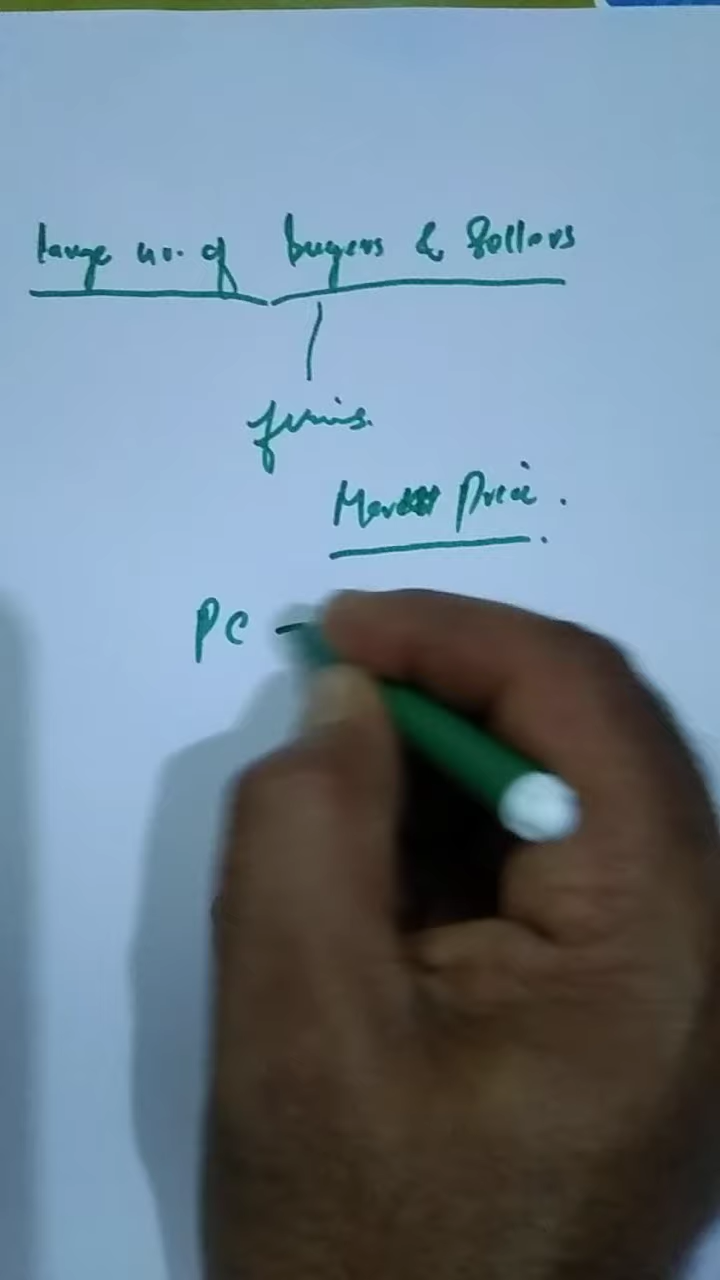 large no. of buyers & Sellers
firms.
Market Price.
PC –